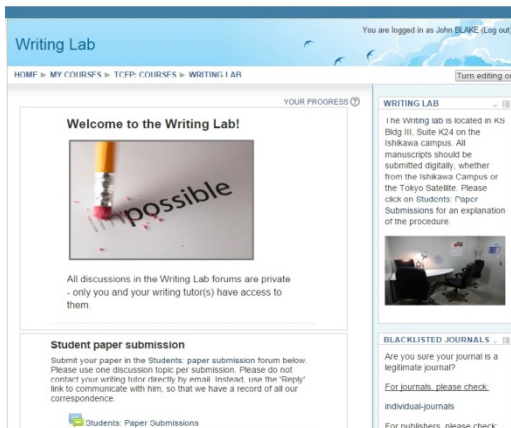 You are logged in as John BLAKE (Log out)
Writing Lab
HOME ► MY COURSES ► TCEP: COURSES ► WRITING LAB
Turn editing on
YOUR PROGRESS
Welcome to the Writing Lab!
impossible
All discussions in the Writing Lab forums are private
- only you and your writing tutor(s) have access to
them.
Student paper submission
Submit your paper in the Students: paper submission forum below.
Please use one discussion topic per submission. Please do not
contact your writing tutor directly by email. Instead, use the 'Reply'
link to communicate with him, so that we have a record of all our
correspondence.
Students: Paper Submissions
WRITING LAB
The Writing lab is located in KS
Bldg III, Suite K24 on the
Ishikawa campus. All
manuscripts should be
submitted digitally, whether
from the Ishikawa Campus or
the Tokyo Satellite. Please
click on Students: Paper
Submissions for an explanation
of the procedure.
BLACKLISTED JOURNALS
Are you sure your journal is a
legitimate journal?
For journals, please check:
individual-journals
For publishers, please check: